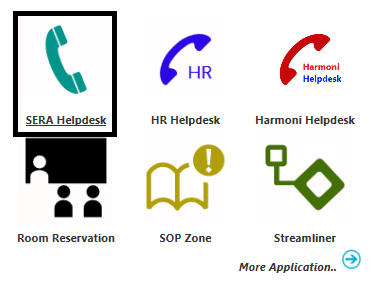 HR
Harmoni
Helpdesk
SERA Helpdesk
HR Helpdesk
Harmoni Helpdesk
!
Room Reservation
SOP Zone
Streamliner
More Application..